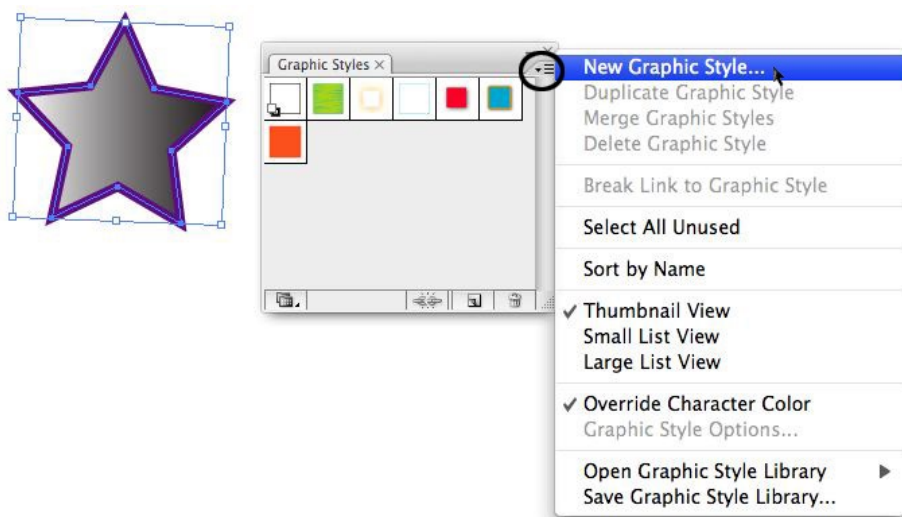 Graphic Styles ×
New Graphic Style...
Duplicate Graphic Style
Merge Graphic Styles
Delete Graphic Style
Break Link to Graphic Style
Select All Unused
Sort by Name
✓ Thumbnail View
Small List View
Large List View
✓ Override Character Color
Graphic Style Options...
Open Graphic Style Library
Save Graphic Style Library...